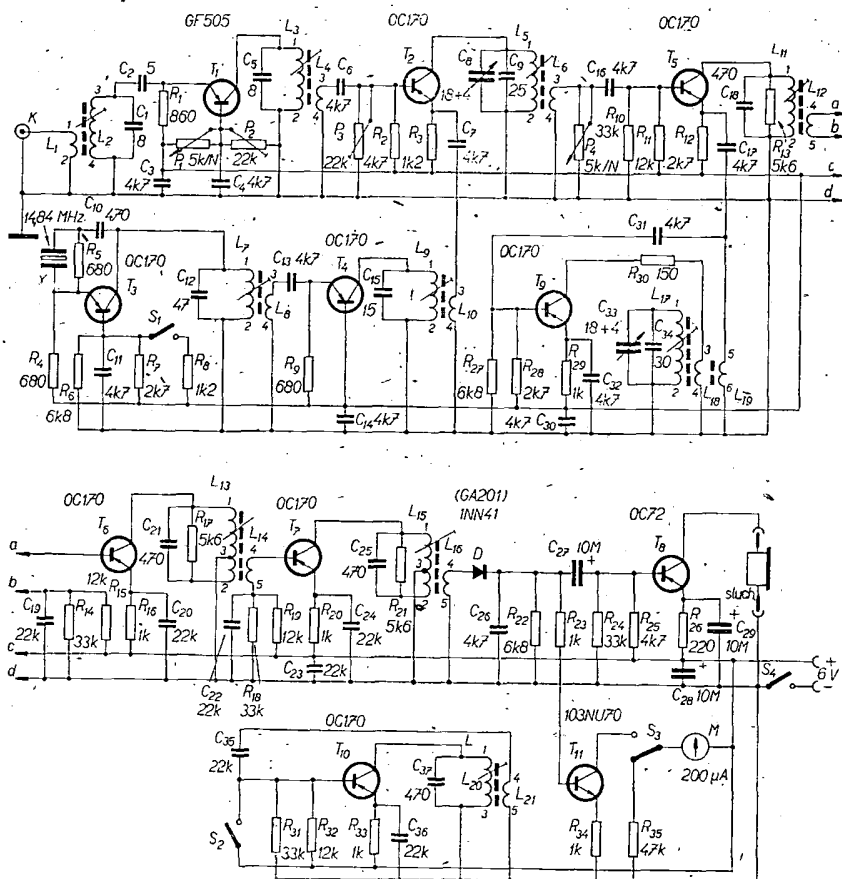 GF505 OC170 OC170
C2 5 T1 L3 L4 C6 T2 L5 L6 C16 4k7 T5 470 L11 L12
K L1 L2 C1 8 R1 860 C5 8 4k7 C8 18+4 C9 25 R10 33k C18 a b
P1 5k/N P2 22k P3 22k R2 4k7 R3 1k2 C7 4k7 P4 5k/N R11 12k R12 2k7 C17 4k7 R13 5k6 c
C3 4k7 C4 4k7 d
14,84 MHz C10 470 OC170 L7 C13 4k7 OC170 L9 C31 4k7
Y R5 680 T3 C12 47 L8 T4 C15 15 L10 OC170 T9 R30 150
S1 C33 18+4 C34 30 L17
R4 680 R6 6k8 C11 4k7 R7 2k7 R8 1k2 R9 680 C14 4k7 R27 6k8 R28 2k7 R29 1k C32 4k7 C30 4k7 L18 L19
OC170 L13 OC170 L15 (GA201) 1NN41 OC72
a T6 C21 470 R17 5k6 L14 T7 C25 470 R21 5k6 L16 D C27 10M T8 sluch
b C19 22k R14 33k 12k R15 R16 1k C20 22k C22 22k R18 33k R19 12k R20 1k C24 22k C23 22k C26 4k7 R22 6k8 R23 1k R24 33k R25 4k7 R26 220 C29 10M
c C28 10M S4 + 6V −
d
OC170 103NU70
C35 22k T10 L C37 470 L20 L21 T11 S3 M 200 μA
S2 R31 33k R32 12k R33 1k C36 22k R34 1k R35 47k